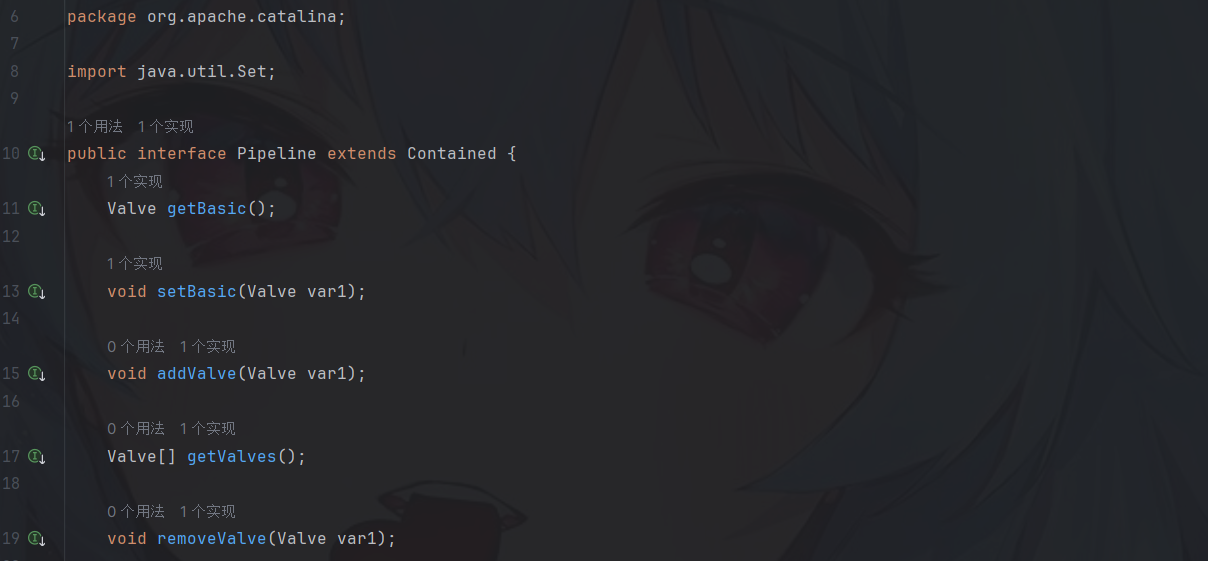 6 package org.apache.catalina;
7
8 import java.util.Set;
9
1 个用法 1 个实现
10 public interface Pipeline extends Contained {
1 个实现
11 Valve getBasic();
12
1 个实现
13 void setBasic(Valve var1);
14
0 个用法 1 个实现
15 void addValve(Valve var1);
16
0 个用法 1 个实现
17 Valve[] getValves();
18
0 个用法 1 个实现
19 void removeValve(Valve var1);